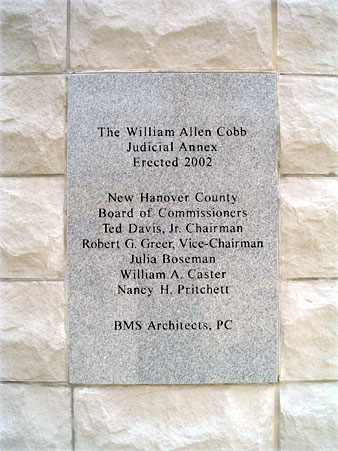 The William Allen Cobb
Judicial Annex
Erected 2002
New Hanover County
Board of Commissioners
Ted Davis, Jr. Chairman
Robert G. Greer, Vice-Chairman
Julia Boseman
William A. Caster
Nancy H. Pritchett
BMS Architects, PC